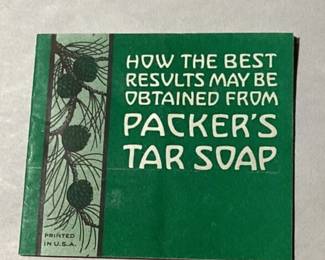 HOW THE BEST
RESULTS MAY BE
OBTAINED FROM
PACKER'S
TAR SOAP
PRINTED
IN U.S.A.